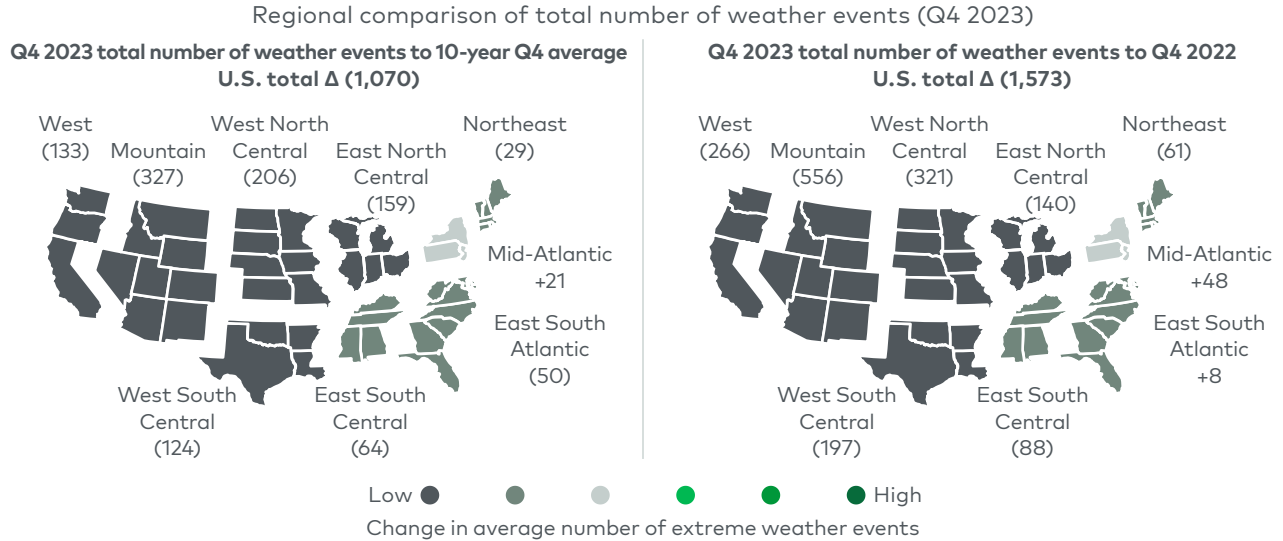 Regional comparison of total number of weather events (Q4 2023)
Q4 2023 total number of weather events to 10-year Q4 average
U.S. total Δ (1,070)
West
(133)
Mountain
(327)
West North
Central
(206)
East North
Central
(159)
Northeast
(29)
Mid-Atlantic
+21
East South
Atlantic
(50)
West South
Central
(124)
East South
Central
(64)
Q4 2023 total number of weather events to Q4 2022
U.S. total Δ (1,573)
West
(266)
Mountain
(556)
West North
Central
(321)
East North
Central
(140)
Northeast
(61)
Mid-Atlantic
+48
East South
Atlantic
+8
West South
Central
(197)
East South
Central
(88)
Low
High
Change in average number of extreme weather events